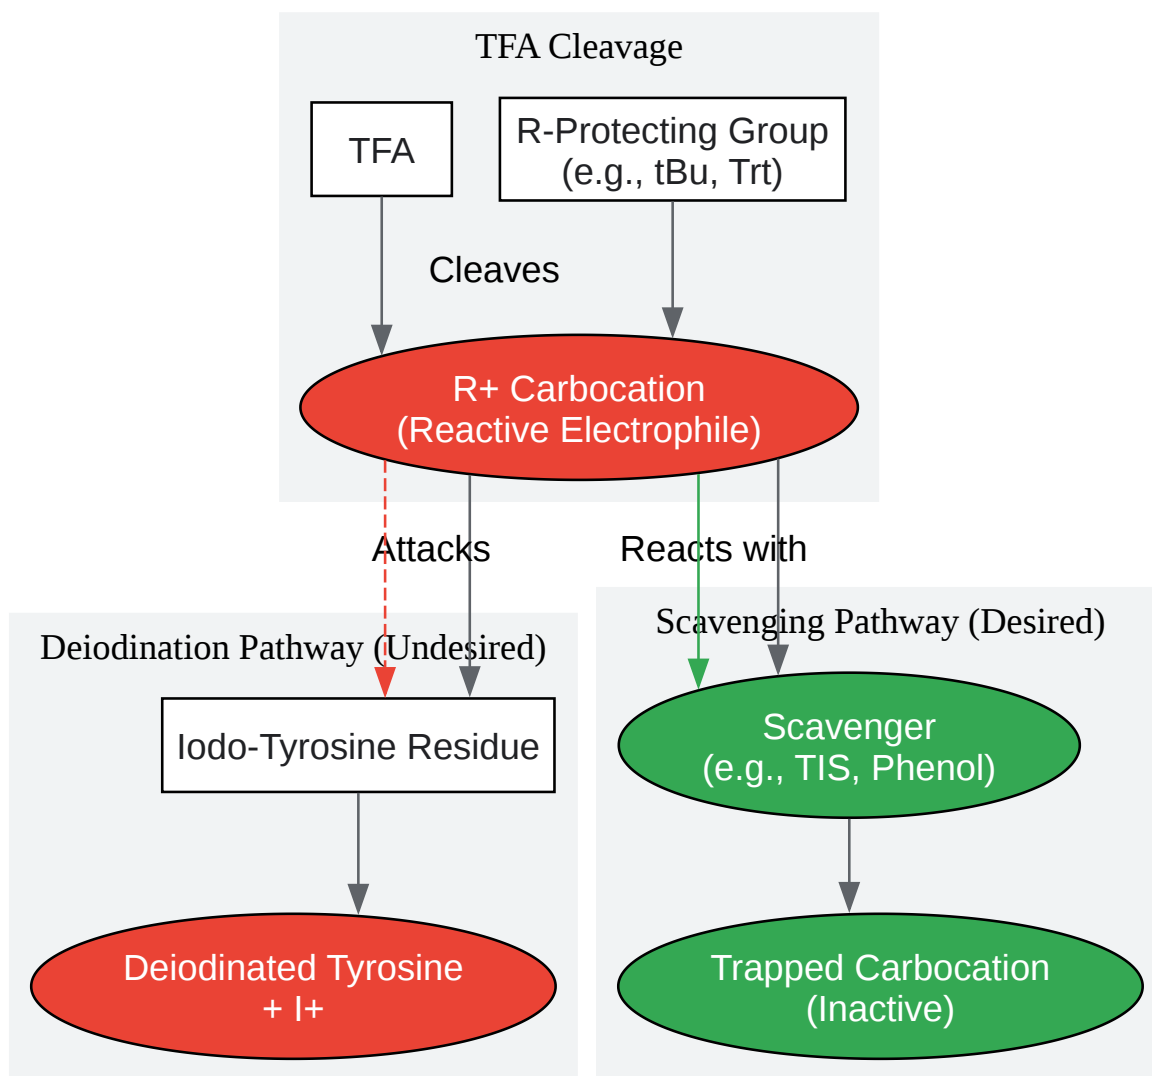 TFA Cleavage
TFA
R-Protecting Group
(e.g., tBu, Trt)
Cleaves
R+ Carbocation
(Reactive Electrophile)
Attacks
Reacts with
Deiodination Pathway (Undesired)
Scavenging Pathway (Desired)
Iodo-Tyrosine Residue
Scavenger
(e.g., TIS, Phenol)
Deiodinated Tyrosine
+ I+
Trapped Carbocation
(Inactive)